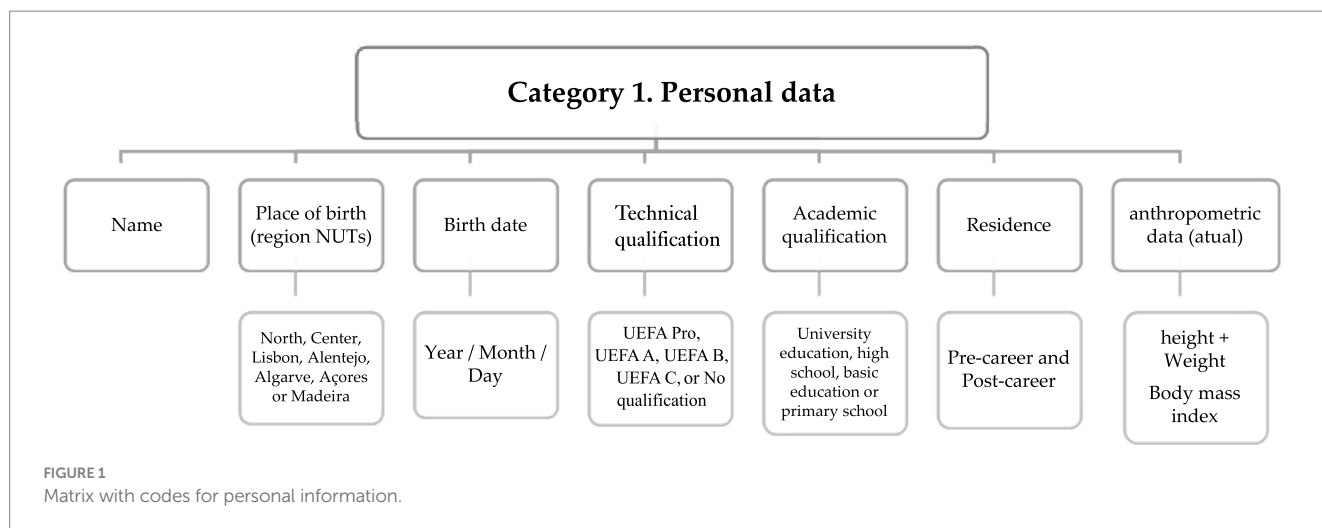 Category 1. Personal data
Name
Place of birth
(region NUTs)
Birth date
Technical
qualification
Academic
qualification
Residence
anthropometric
data (atual)
North, Center,
Lisbon, Alentejo,
Algarve, Açores
or Madeira
Year / Month /
Day
UEFA Pro,
UEFA A, UEFA B,
UEFA C, or No
qualification
University
education, high
school, basic
education or
primary school
Pre-career and
Post-career
height +
Weight
Body mass
index
FIGURE 1
Matrix with codes for personal information.